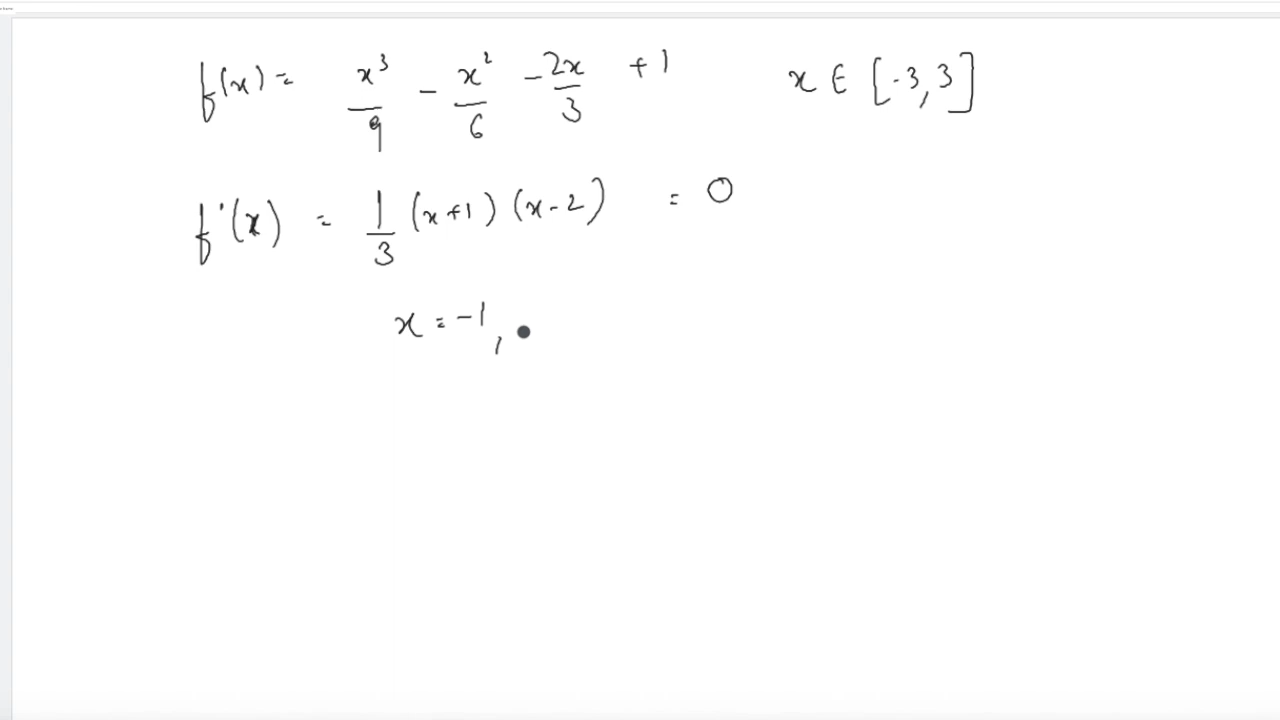 f(x) = x³/9 - x²/6 - 2x/3 + 1 x ∈ [-3, 3]
f'(x) = 1/3 (x+1) (x-2) = 0
x = -1,